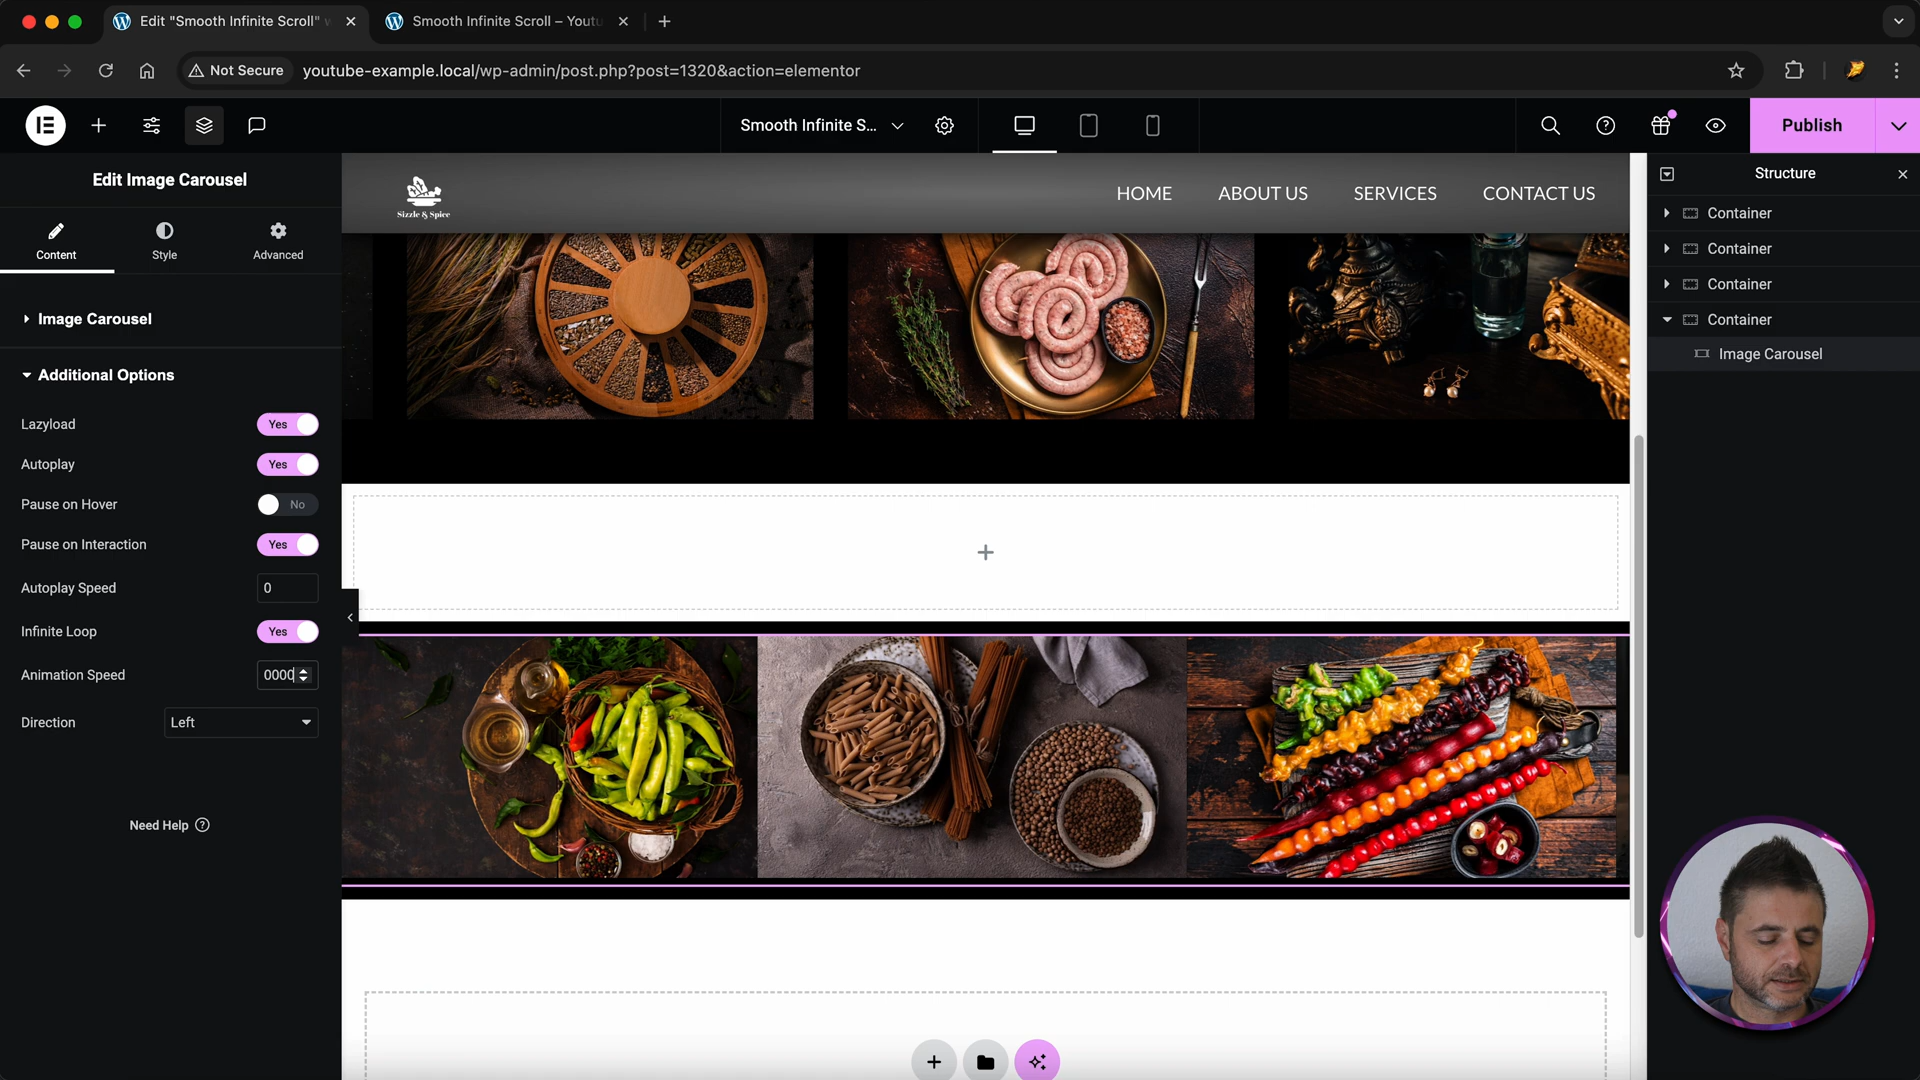 Edit "Smooth Infinite Scroll" w
Smooth Infinite Scroll – Youtu
Not Secure
youtube-example.local/wp-admin/post.php?post=1320&action=elementor
Smooth Infinite S...
Publish
Edit Image Carousel
Content
Style
Advanced
Image Carousel
Additional Options
Lazyload
Yes
Autoplay
Yes
Pause on Hover
No
Pause on Interaction
Yes
Autoplay Speed
0
Infinite Loop
Yes
Animation Speed
0000
Direction
Left
Need Help
Sizzle & Spice
HOME
ABOUT US
SERVICES
CONTACT US
Structure
Container
Container
Container
Container
Image Carousel